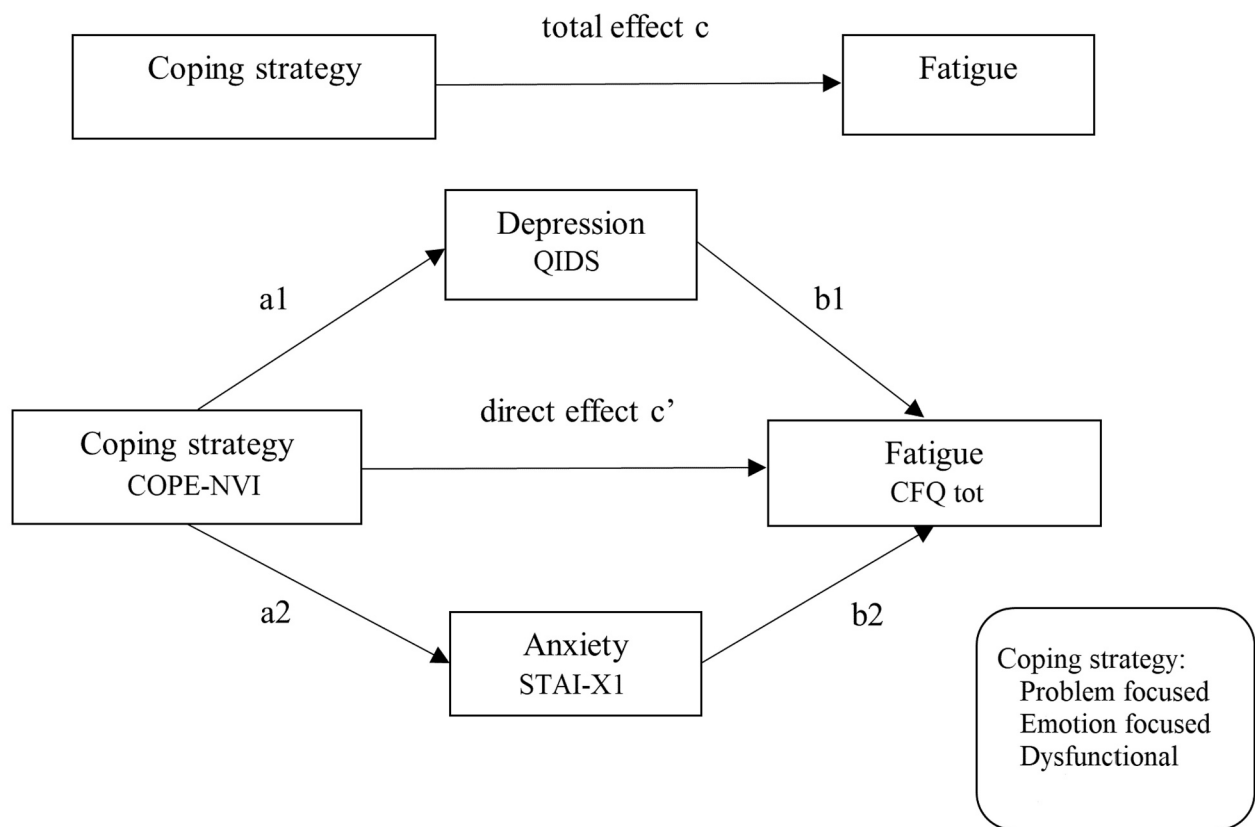 total effect c
Coping strategy
Fatigue
Depression
QIDS
a1
b1
direct effect c’
Coping strategy
COPE-NVI
Fatigue
CFQ tot
a2
b2
Anxiety
STAI-X1
Coping strategy:
Problem focused
Emotion focused
Dysfunctional